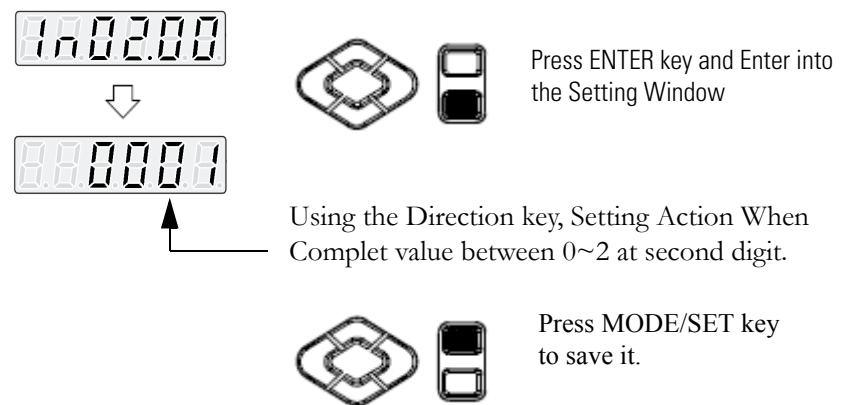 In02.00
Press ENTER key and Enter into
the Setting Window
0001
Using the Direction key, Setting Action When
Complet value between 0~2 at second digit.
Press MODE/SET key
to save it.